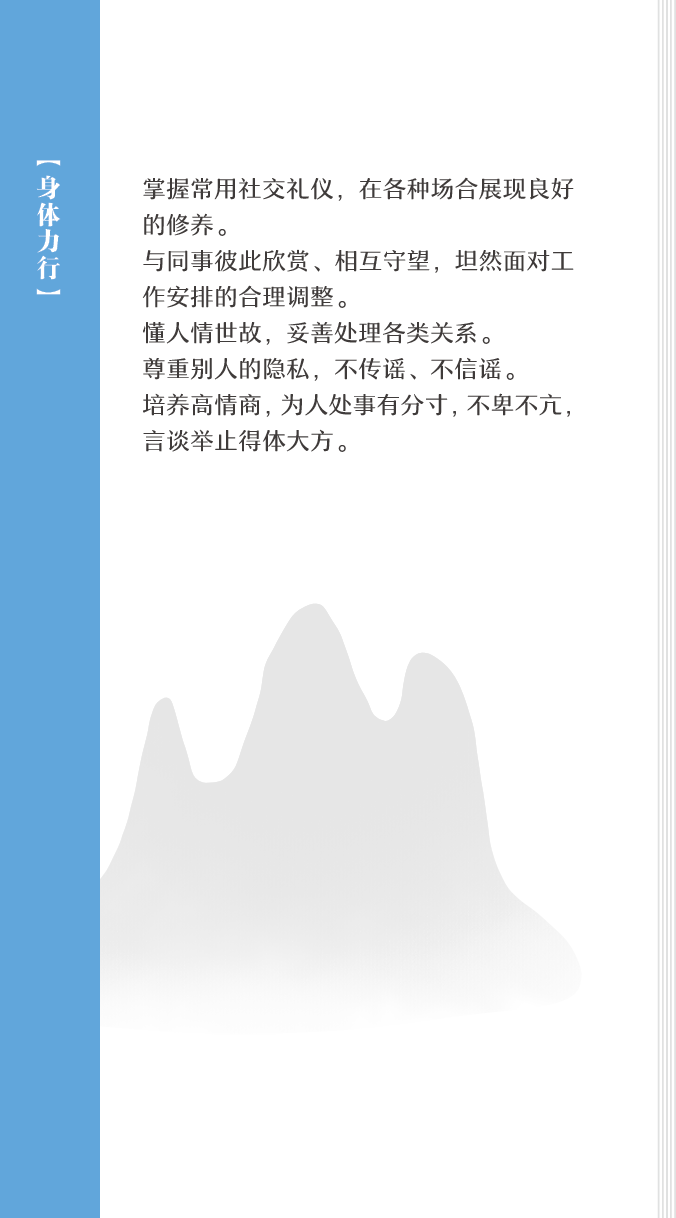 【身体力行】
掌握常用社交礼仪，在各种场合展现良好
的修养。
与同事彼此欣赏、相互守望，坦然面对工
作安排的合理调整。
懂人情世故，妥善处理各类关系。
尊重别人的隐私，不传谣、不信谣。
培养高情商，为人处事有分寸，不卑不亢，
言谈举止得体大方。